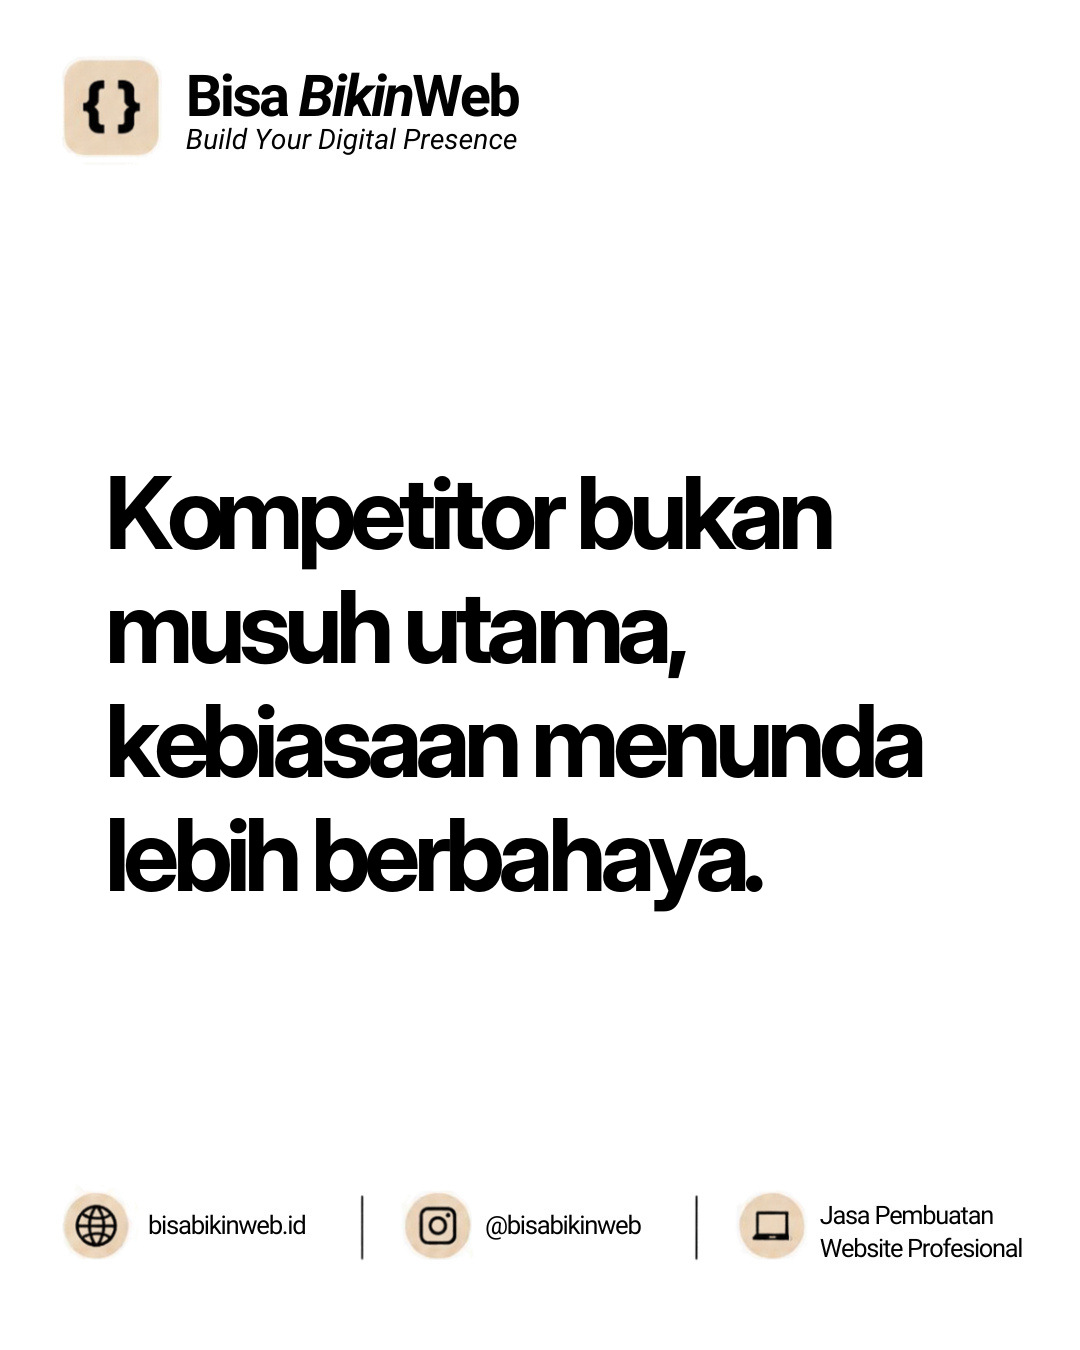 { }
Bisa BikinWeb
Build Your Digital Presence
Kompetitor bukan
musuh utama,
kebiasaan menunda
lebih berbahaya.
bisabikinweb.id
@bisabikinweb
Jasa Pembuatan
Website Profesional